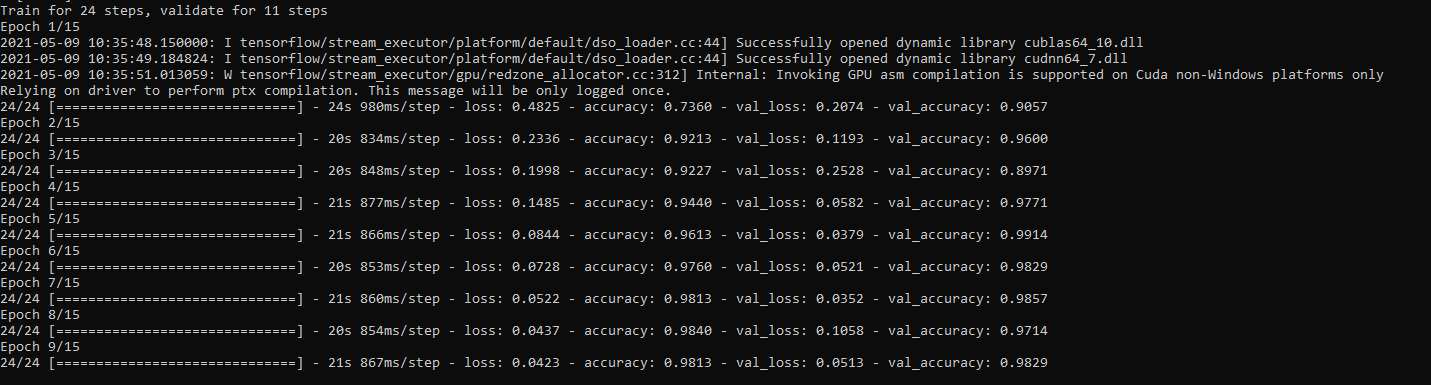 Train for 24 steps, validate for 11 steps
Epoch 1/15
2021-05-09 10:35:48.150000: I tensorflow/stream_executor/platform/default/dso_loader.cc:44] Successfully opened dynamic library cublas64_10.dll
2021-05-09 10:35:49.184824: I tensorflow/stream_executor/platform/default/dso_loader.cc:44] Successfully opened dynamic library cudnn64_7.dll
2021-05-09 10:35:51.013059: W tensorflow/stream_executor/gpu/redzone_allocator.cc:312] Internal: Invoking GPU asm compilation is supported on Cuda non-Windows platforms only
Relying on driver to perform ptx compilation. This message will be only logged once.
24/24 [==============================] - 24s 980ms/step - loss: 0.4825 - accuracy: 0.7360 - val_loss: 0.2074 - val_accuracy: 0.9057
Epoch 2/15
24/24 [==============================] - 20s 834ms/step - loss: 0.2336 - accuracy: 0.9213 - val_loss: 0.1193 - val_accuracy: 0.9600
Epoch 3/15
24/24 [==============================] - 20s 848ms/step - loss: 0.1998 - accuracy: 0.9227 - val_loss: 0.2528 - val_accuracy: 0.8971
Epoch 4/15
24/24 [==============================] - 21s 877ms/step - loss: 0.1485 - accuracy: 0.9440 - val_loss: 0.0582 - val_accuracy: 0.9771
Epoch 5/15
24/24 [==============================] - 21s 866ms/step - loss: 0.0844 - accuracy: 0.9613 - val_loss: 0.0379 - val_accuracy: 0.9914
Epoch 6/15
24/24 [==============================] - 20s 853ms/step - loss: 0.0728 - accuracy: 0.9760 - val_loss: 0.0521 - val_accuracy: 0.9829
Epoch 7/15
24/24 [==============================] - 21s 860ms/step - loss: 0.0522 - accuracy: 0.9813 - val_loss: 0.0352 - val_accuracy: 0.9857
Epoch 8/15
24/24 [==============================] - 20s 854ms/step - loss: 0.0437 - accuracy: 0.9840 - val_loss: 0.1058 - val_accuracy: 0.9714
Epoch 9/15
24/24 [==============================] - 21s 867ms/step - loss: 0.0423 - accuracy: 0.9813 - val_loss: 0.0513 - val_accuracy: 0.9829